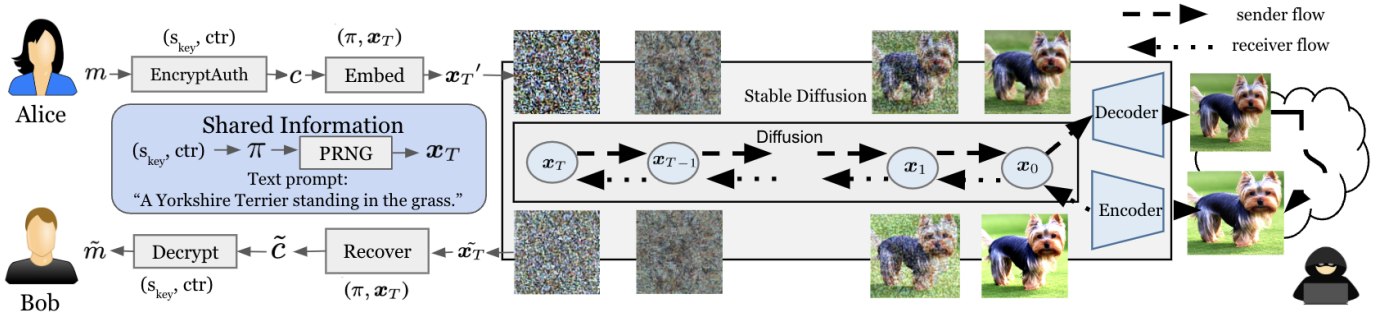 sender flow
receiver flow
(s_key, ctr)
(π, x_T)
m
EncryptAuth
c
Embed
x_T′
Alice
Stable Diffusion
Decoder
Shared Information
(s_key, ctr)
π
PRNG
x_T
Text prompt:
“A Yorkshire Terrier standing in the grass.”
Diffusion
x_T
x_{T−1}
x_1
x_0
Encoder
m̃
Decrypt
c̃
Recover
x̃_T
(s_key, ctr)
(π, x_T)
Bob